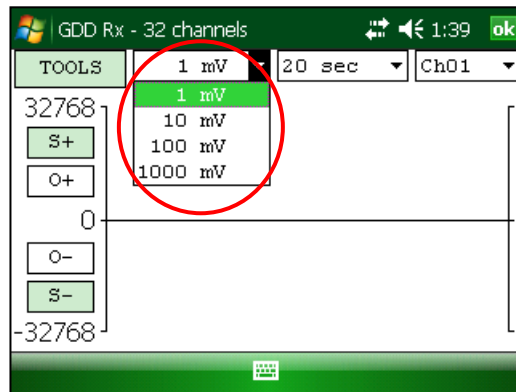 GDD Rx - 32 channels 1:39 ok
TOOLS 1 mV 20 sec Ch01
1 mV
10 mV
100 mV
1000 mV
32768
S+
O+
0
O-
S-
-32768